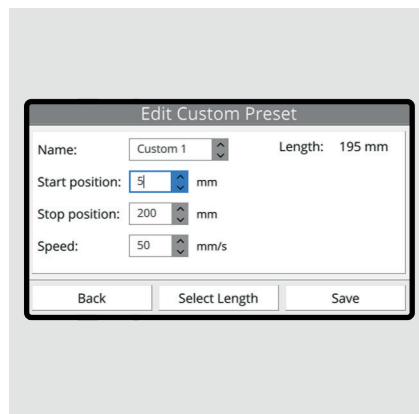 Edit Custom Preset
Name: Custom 1 Length: 195 mm
Start position: 5 mm
Stop position: 200 mm
Speed: 50 mm/s
Back Select Length Save